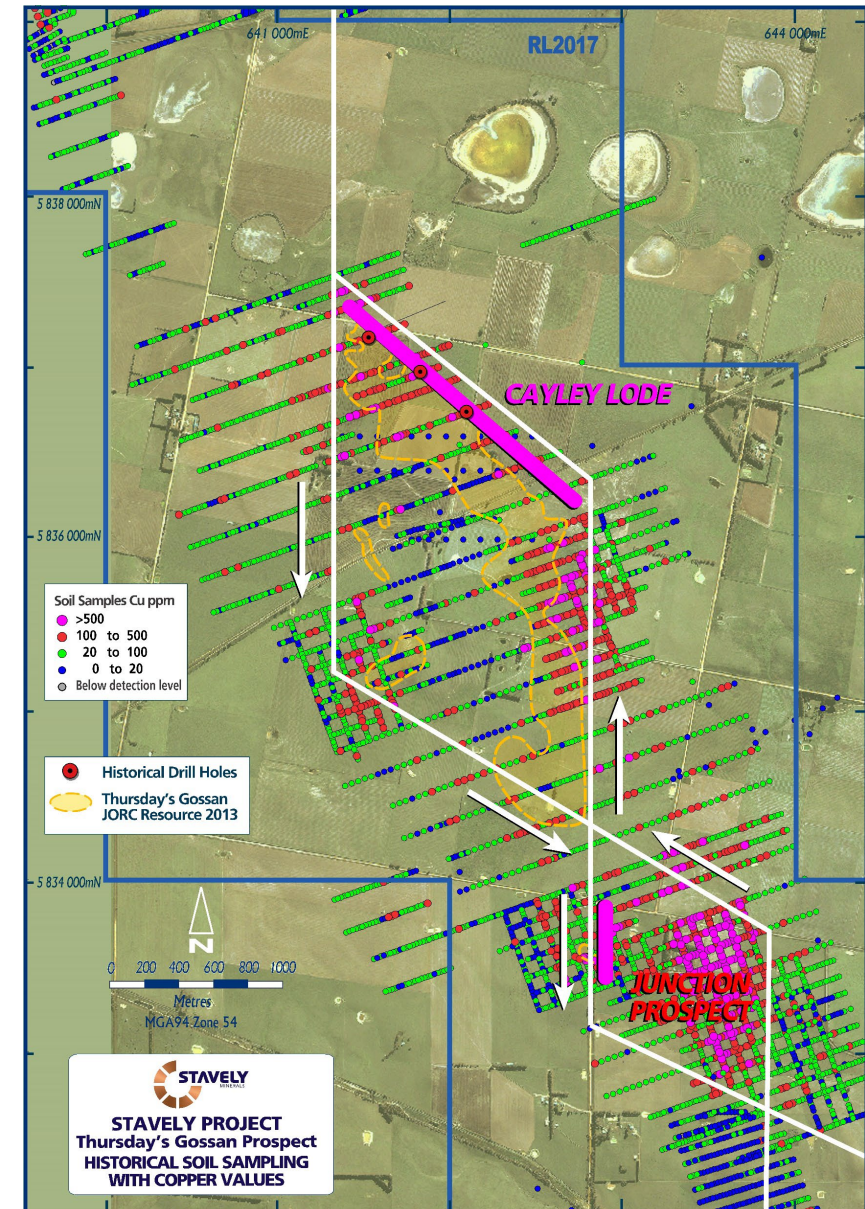 641 000mE
644 000mE
RL2017
5 838 000mN
CAYLEY LODE
5 836 000mN
Soil Samples Cu ppm
>500
100 to 500
20 to 100
0 to 20
Below detection level
Historical Drill Holes
Thursday's Gossan
JORC Resource 2013
5 834 000mN
N
0 200 400 600 800 1000
Metres
MGA94 Zone 54
JUNCTION
PROSPECT
STAVELY
MINERALS
STAVELY PROJECT
Thursday's Gossan Prospect
HISTORICAL SOIL SAMPLING
WITH COPPER VALUES